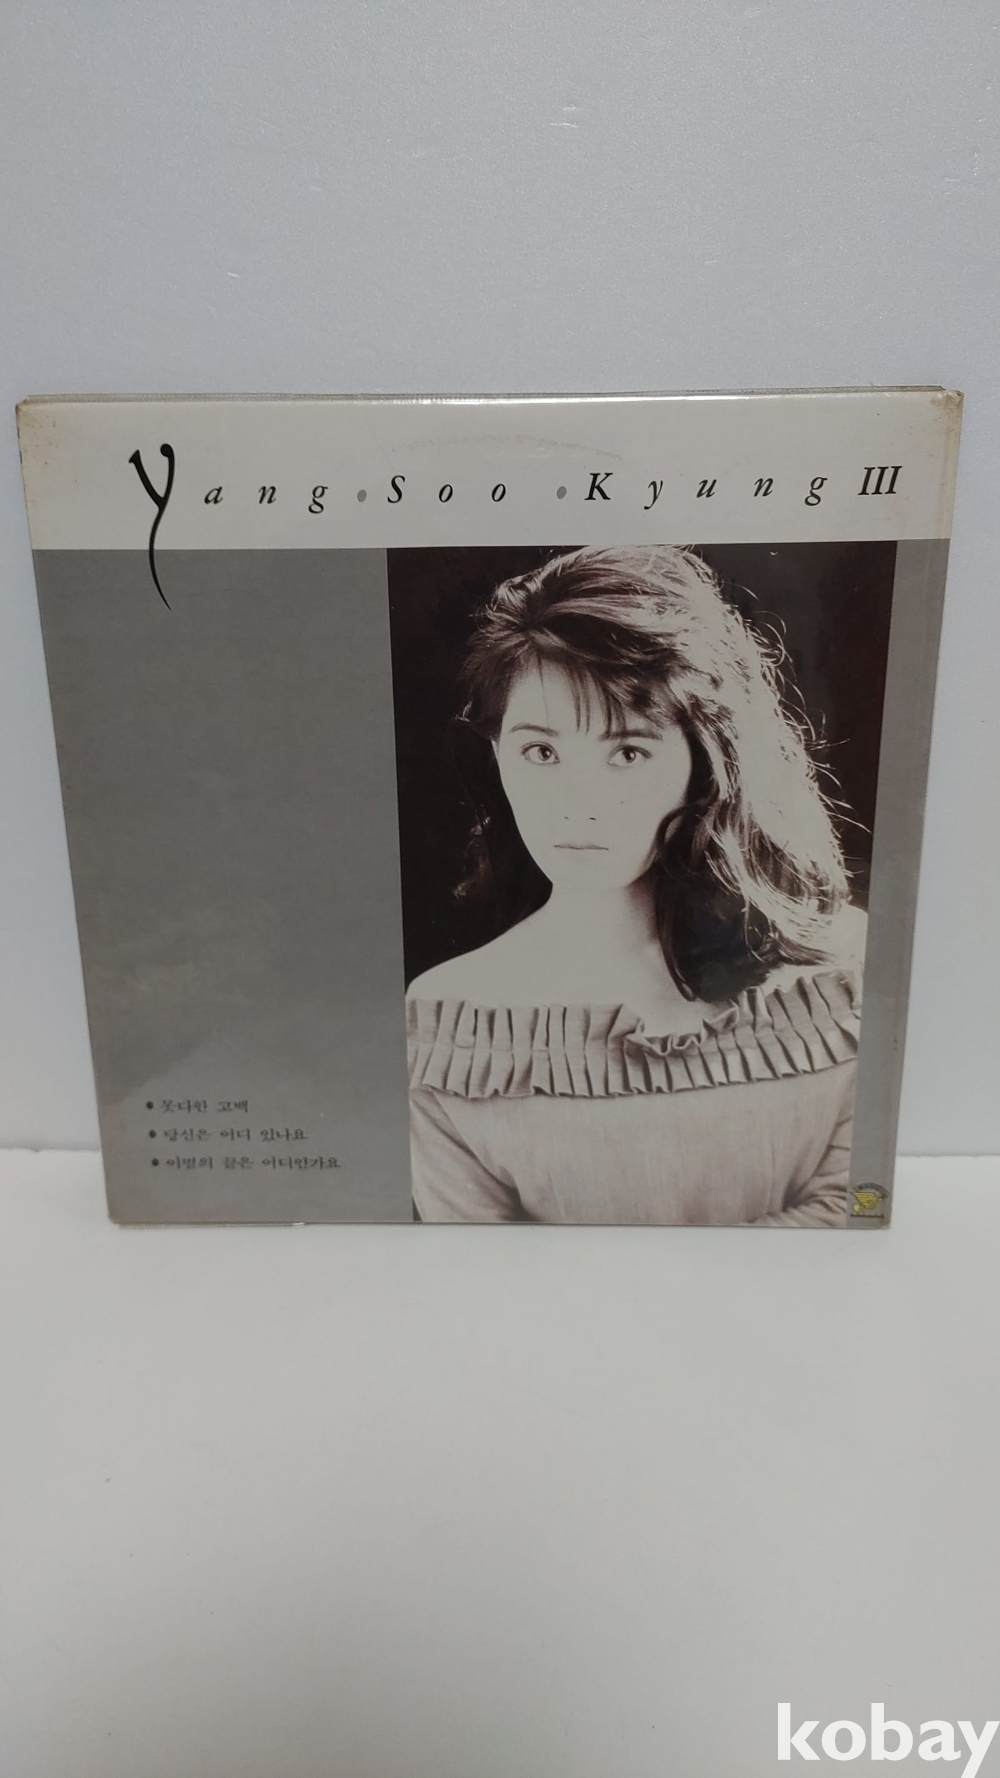 Yang • Soo • Kyung III
• 못다한 고백
• 당신은 어디 있나요
• 이별의 끝은 어디인가요
kobay